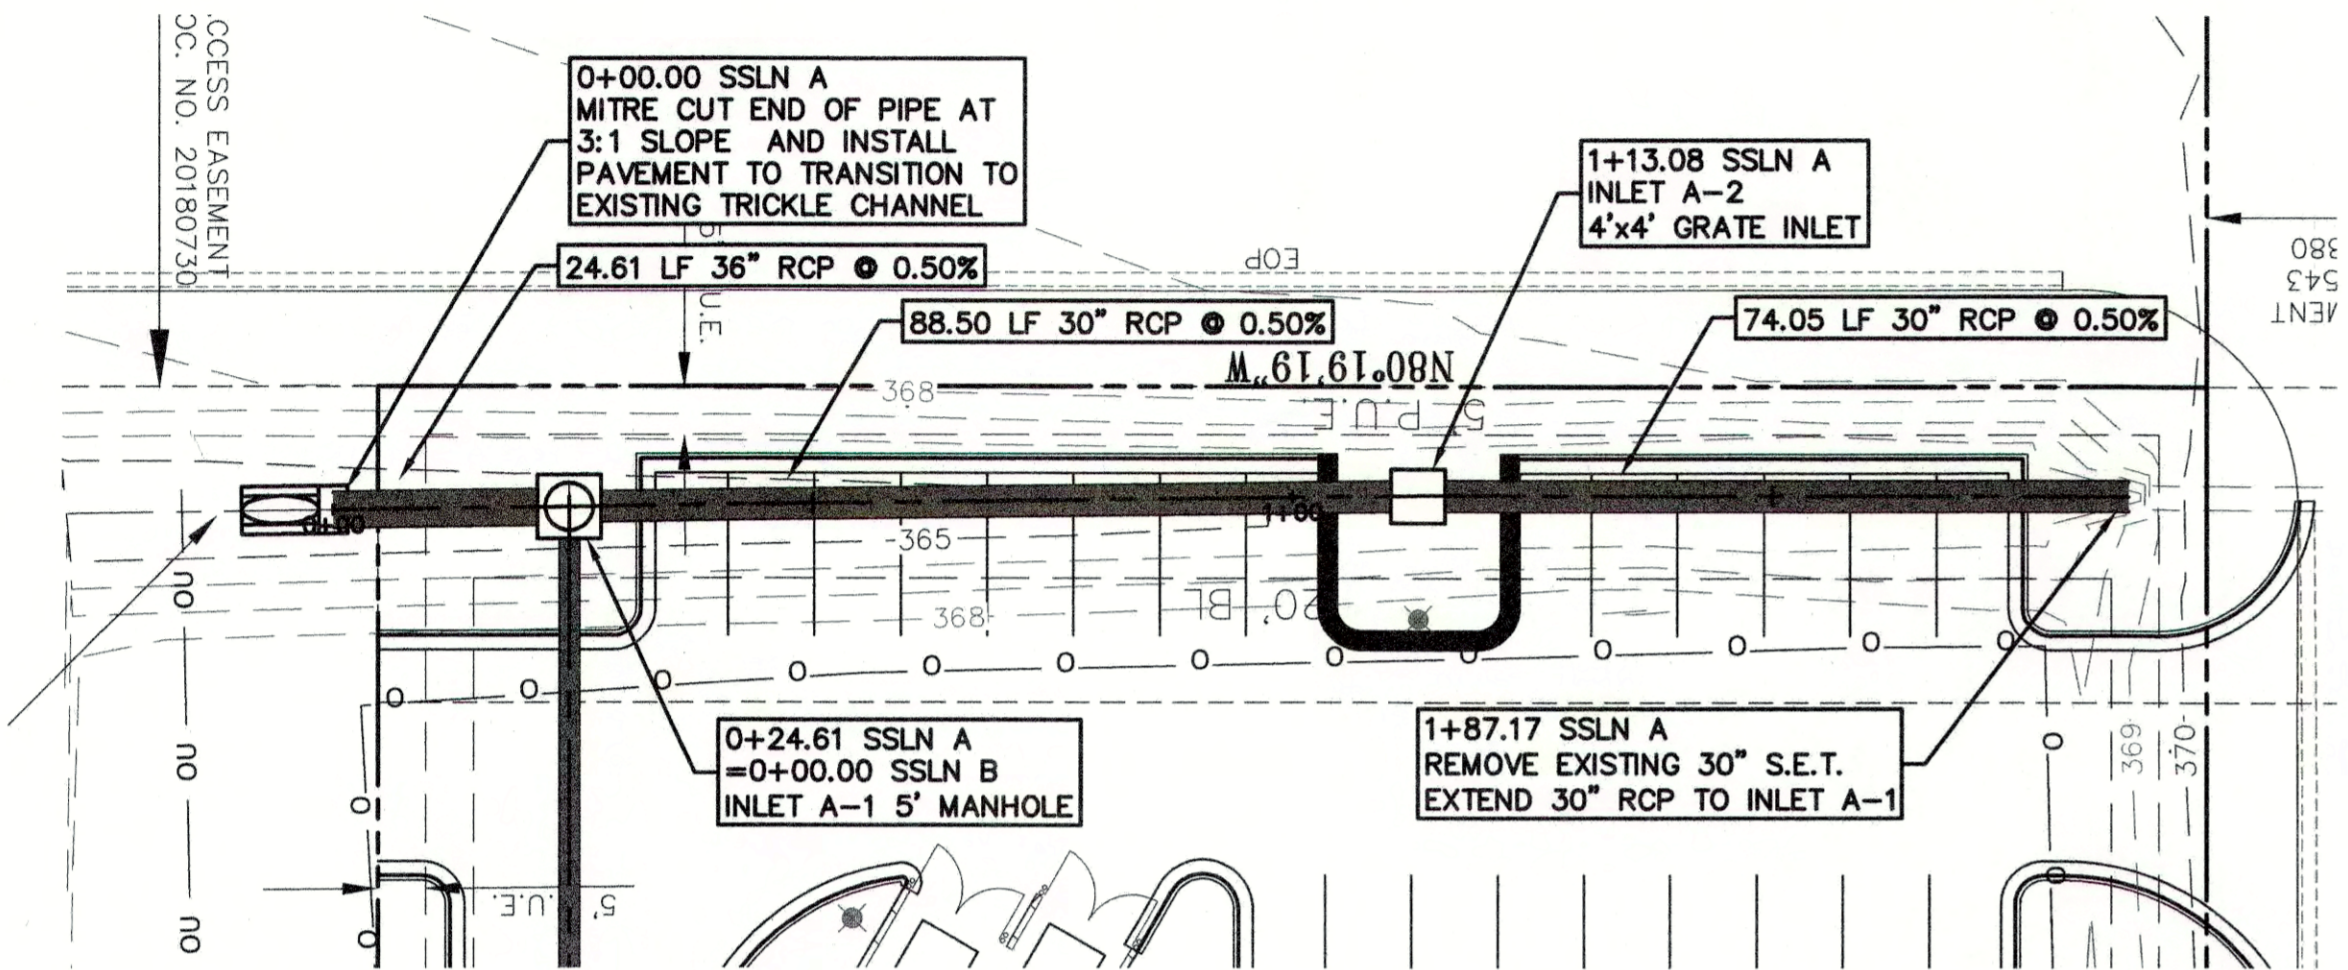 .CCESS EASEMENT
OC. NO. 20180730
0+00.00 SSLN A
MITRE CUT END OF PIPE AT
3:1 SLOPE AND INSTALL
PAVEMENT TO TRANSITION TO
EXISTING TRICKLE CHANNEL
1+13.08 SSLN A
INLET A-2
4'x4' GRATE INLET
24.61 LF 36" RCP @ 0.50%
5'
U.E.
EOP
380
543
MENT
88.50 LF 30" RCP @ 0.50%
74.05 LF 30" RCP @ 0.50%
N80°19'19"W
368
5' P.U.E.
0+00
1+00
365
368
20' BL
OU
OU
OU
O
O
O
O
O
O
O
O
O
O
O
O
O
0+24.61 SSLN A
=0+00.00 SSLN B
INLET A-1 5' MANHOLE
1+87.17 SSLN A
REMOVE EXISTING 30" S.E.T.
EXTEND 30" RCP TO INLET A-1
369
370
O
O
O
O
5'
U.E.